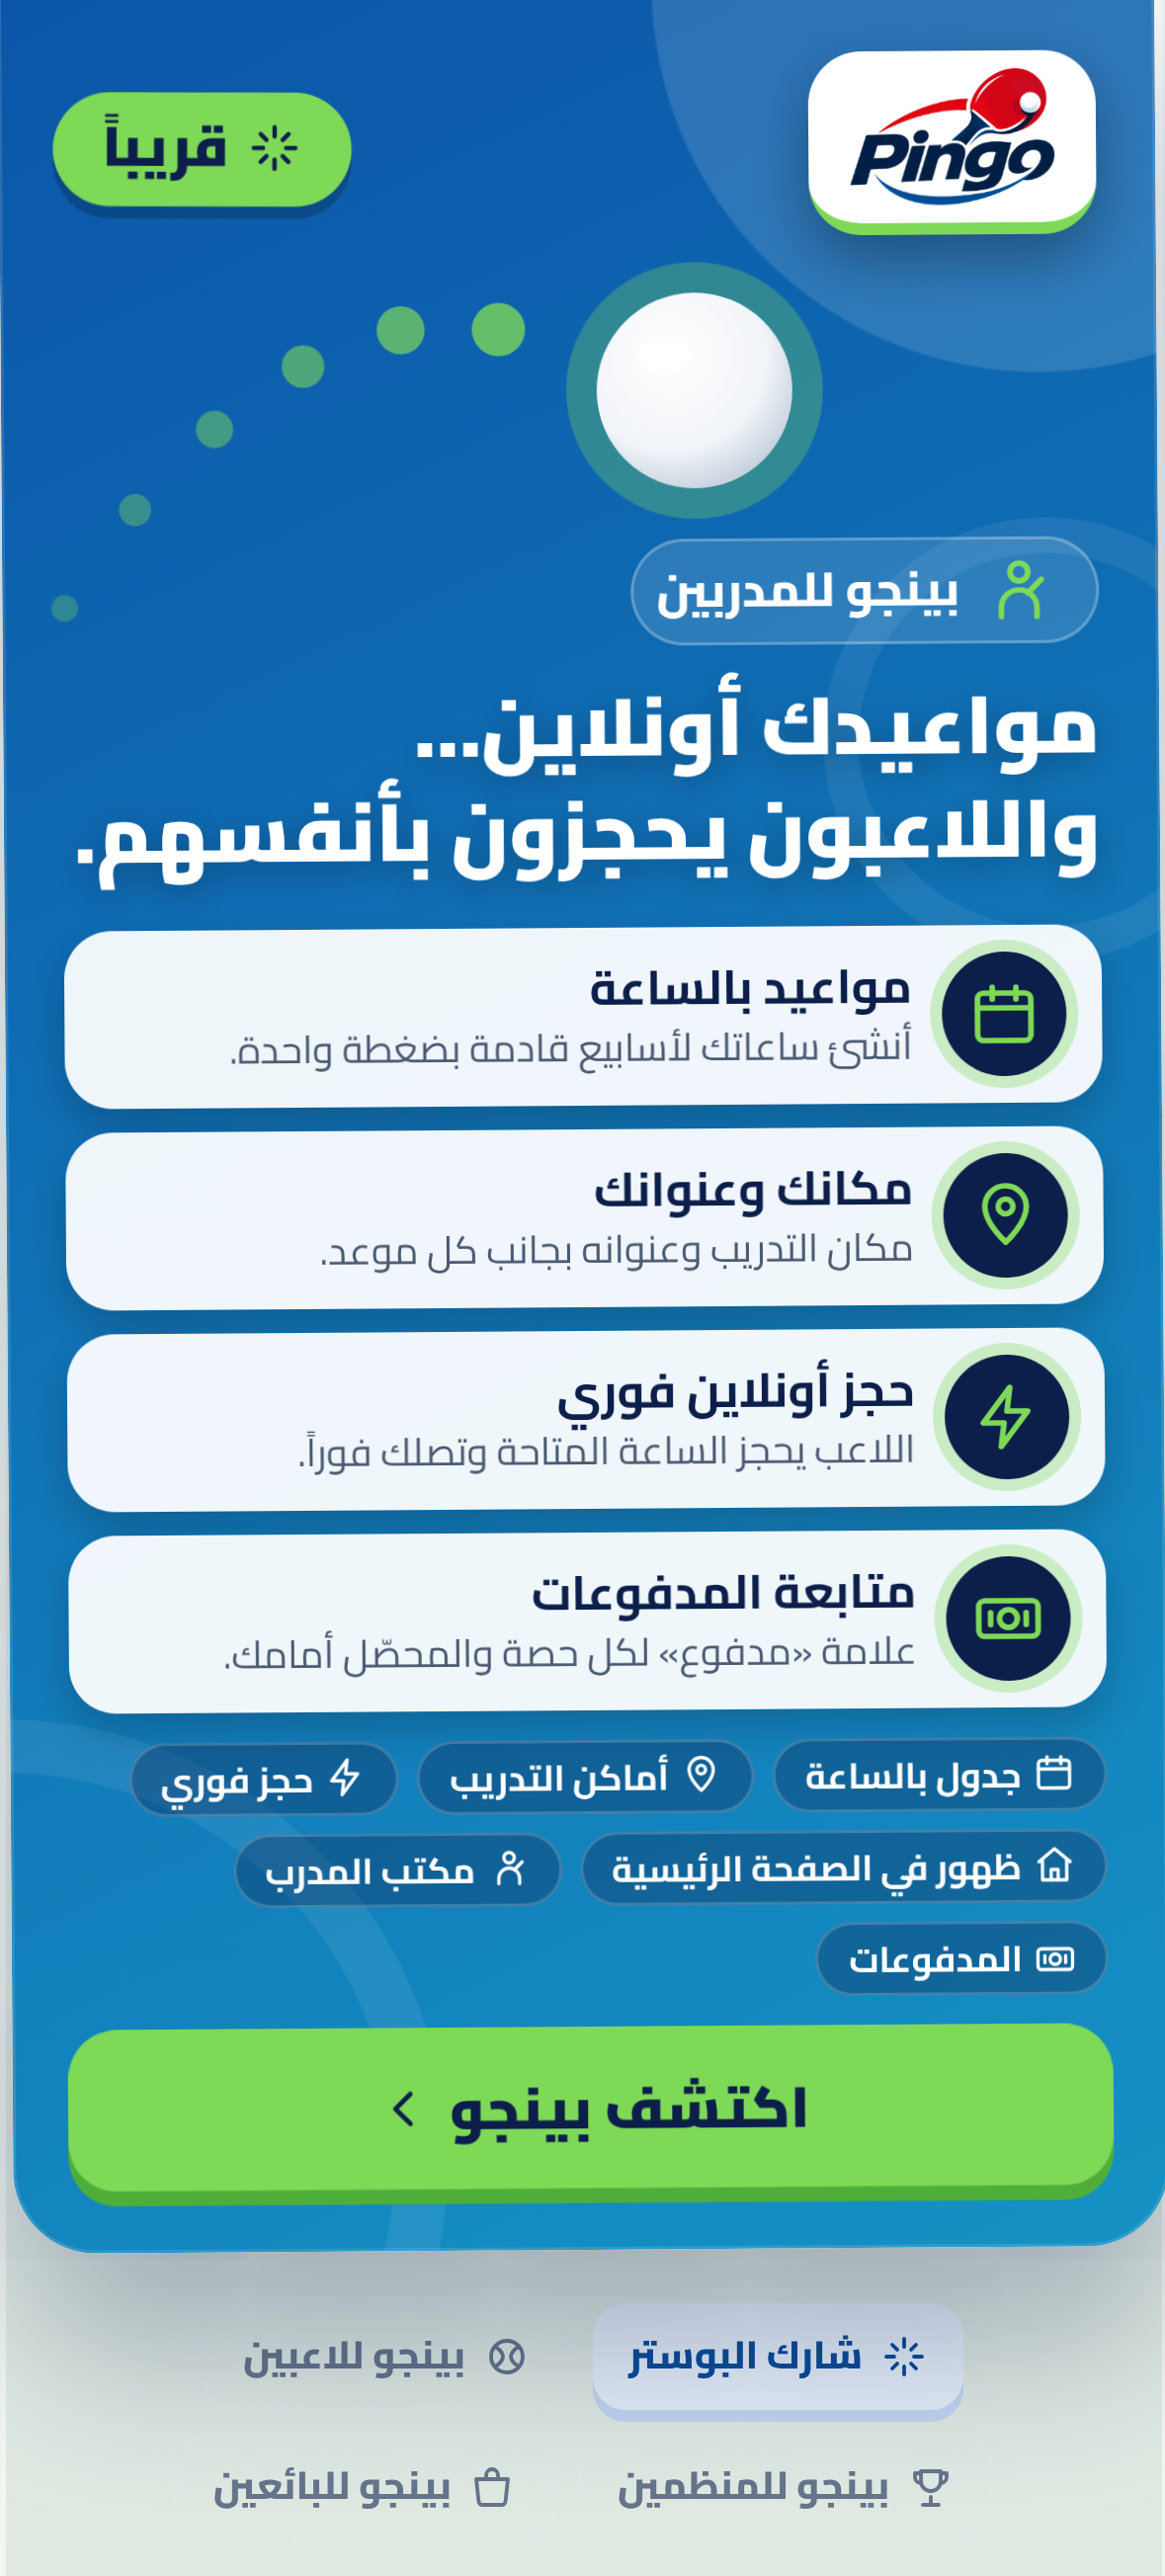 Pingo
قريباً
بينجو للمدربين
مواعيدك أونلاين...
واللاعبون يحجزون بأنفسهم.
مواعيد بالساعة
أنشئ ساعاتك لأسابيع قادمة بضغطة واحدة.
مكانك وعنوانك
مكان التدريب وعنوانه بجانب كل موعد.
حجز أونلاين فوري
اللاعب يحجز الساعة المتاحة وتصلك فوراً.
متابعة المدفوعات
علامة «مدفوع» لكل حصة والمحصّل أمامك.
جدول بالساعة
أماكن التدريب
حجز فوري
ظهور في الصفحة الرئيسية
مكتب المدرب
المدفوعات
اكتشف بينجو
شارك البوستر
بينجو للاعبين
بينجو للمنظمين
بينجو للبائعين